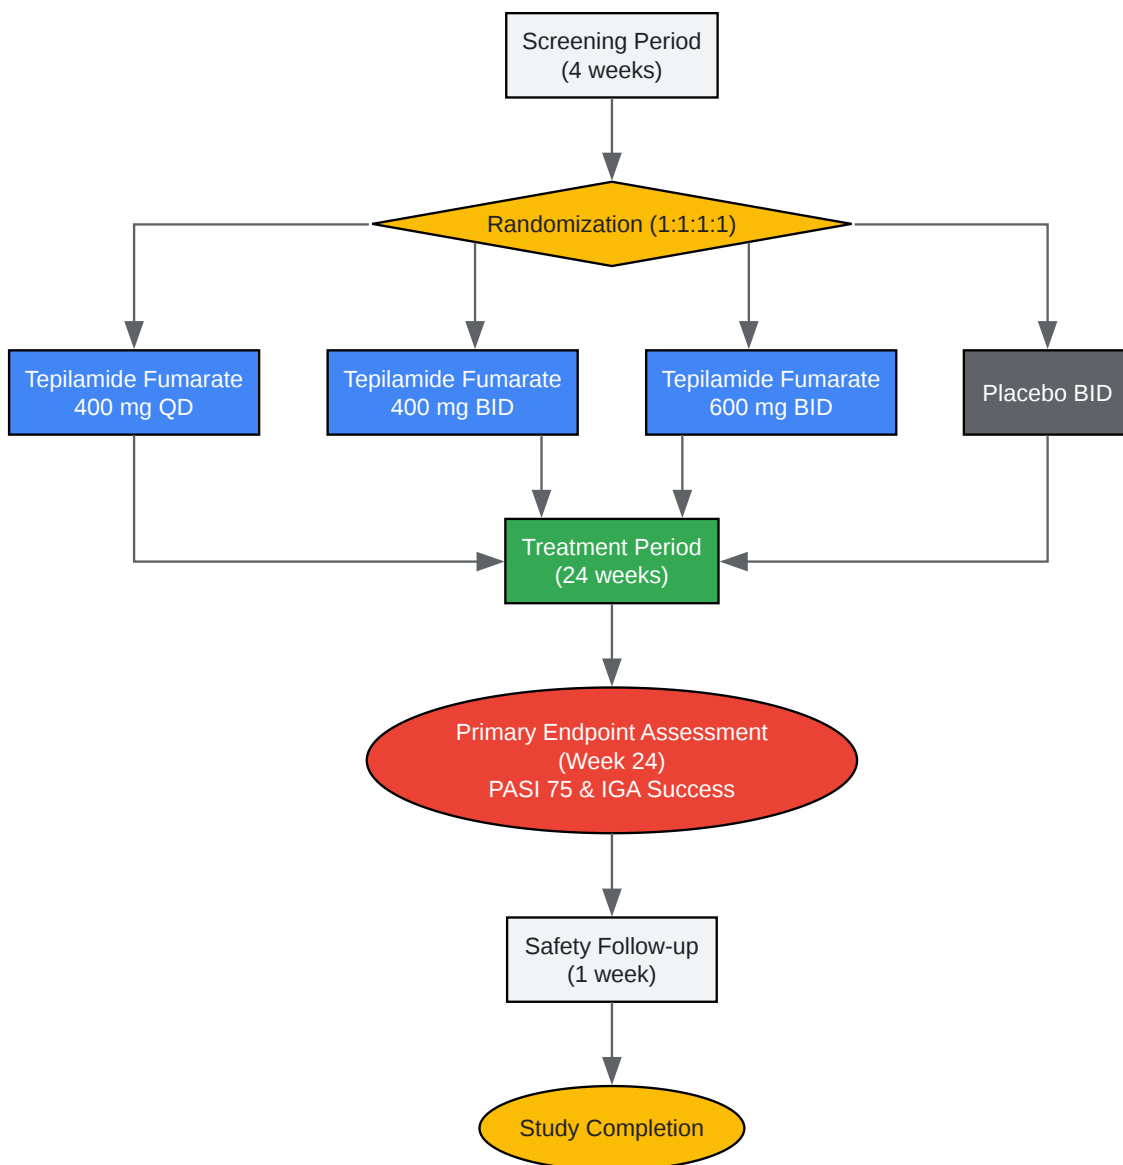 Screening Period
(4 weeks)
Randomization (1:1:1:1)
Tepilamide Fumarate
400 mg QD
Tepilamide Fumarate
400 mg BID
Tepilamide Fumarate
600 mg BID
Placebo BID
Treatment Period
(24 weeks)
Primary Endpoint Assessment
(Week 24)
PASI 75 & IGA Success
Safety Follow-up
(1 week)
Study Completion